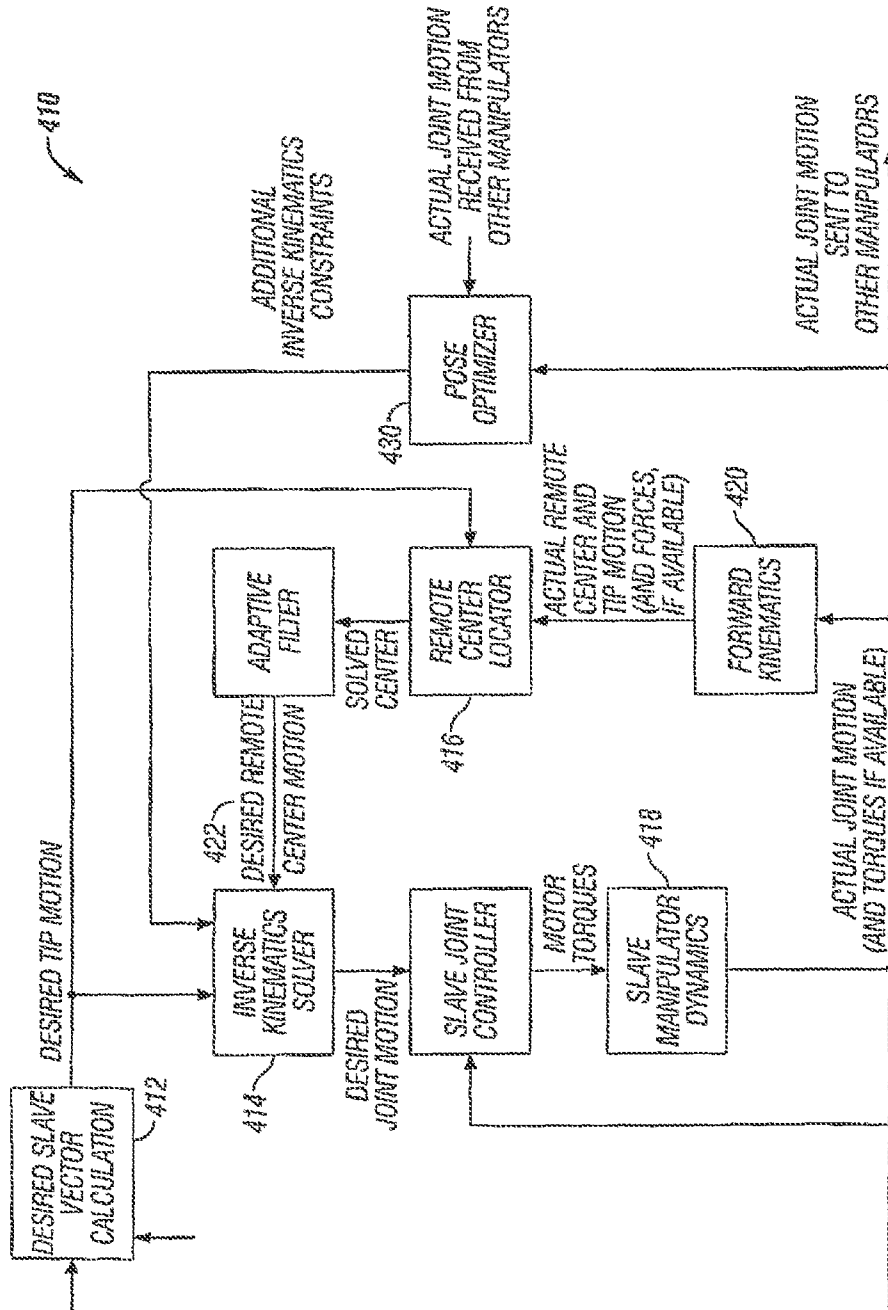 410
DESIRED SLAVE
VECTOR
CALCULATION
412
DESIRED TIP MOTION
INVERSE
KINEMATICS
SOLVER
414
DESIRED
JOINT MOTION
SLAVE JOINT
CONTROLLER
MOTOR
TORQUES
SLAVE
MANIPULATOR
DYNAMICS
418
422
DESIRED REMOTE
CENTER MOTION
ADAPTIVE
FILTER
SOLVED
CENTER
REMOTE
CENTER
LOCATOR
416
ACTUAL REMOTE
CENTER AND
TIP MOTION
(AND FORCES,
IF AVAILABLE)
FORWARD
KINEMATICS
420
ACTUAL JOINT MOTION
(AND TORQUES IF AVAILABLE)
ADDITIONAL
INVERSE KINEMATICS
CONSTRAINTS
POSE
OPTIMIZER
430
ACTUAL JOINT MOTION
RECEIVED FROM
OTHER MANIPULATORS
ACTUAL JOINT MOTION
SENT TO
OTHER MANIPULATORS